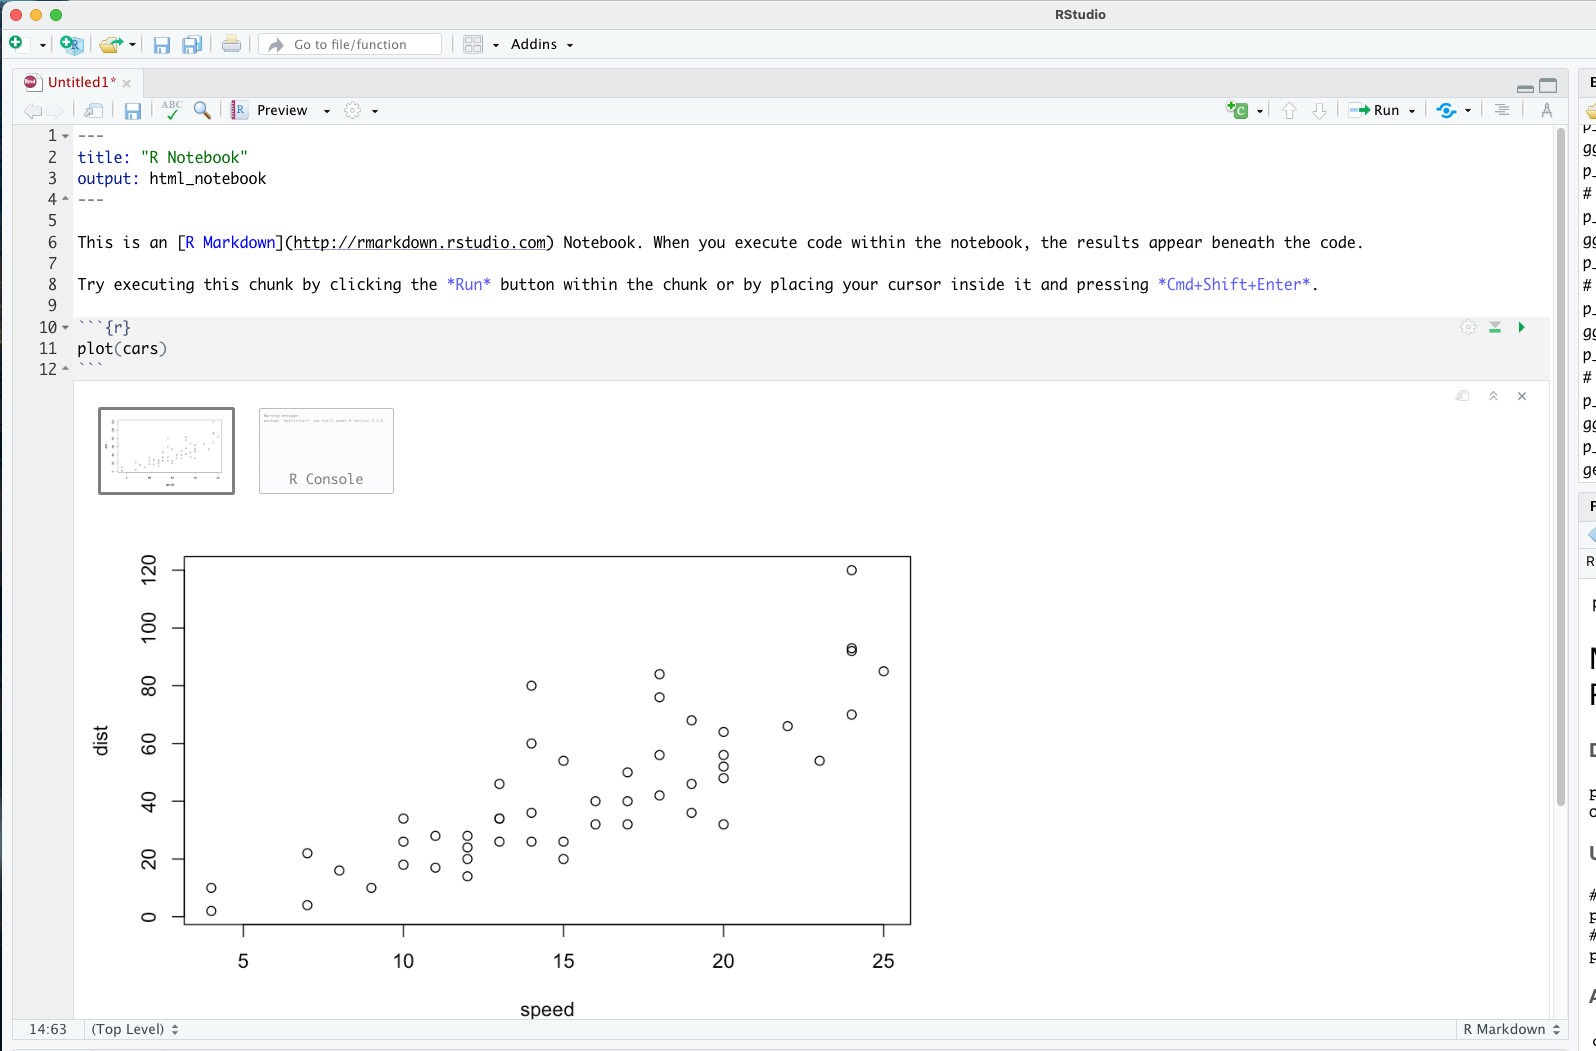 RStudio
Go to file/function
Addins
Untitled1*
ABC
Preview
Run
1 ---
2 title: "R Notebook"
3 output: html_notebook
4 ---
5
6 This is an [R Markdown](http://rmarkdown.rstudio.com) Notebook. When you execute code within the notebook, the results appear beneath the code.
7
8 Try executing this chunk by clicking the *Run* button within the chunk or by placing your cursor inside it and pressing *Cmd+Shift+Enter*.
9
10 ```{r}
11 plot(cars)
12 ```
Warning message:
R Console
120
100
80
60
40
20
0
dist
5 10 15 20 25
speed
14:63 (Top Level) R Markdown